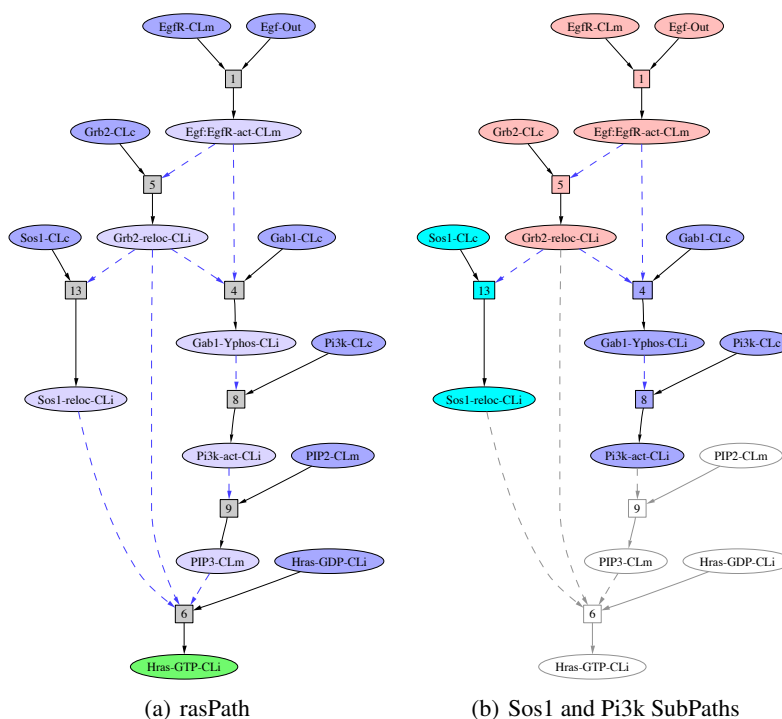 EgfR-CLm Egf-Out
1
Grb2-CLc Egf:EgfR-act-CLm
5
Sos1-CLc Grb2-reloc-CLi Gab1-CLc
13 4
Gab1-Yphos-CLi Pi3k-CLc
Sos1-reloc-CLi 8
Pi3k-act-CLi PIP2-CLm
9
PIP3-CLm Hras-GDP-CLi
6
Hras-GTP-CLi
(a) rasPath
EgfR-CLm Egf-Out
1
Grb2-CLc Egf:EgfR-act-CLm
5
Sos1-CLc Grb2-reloc-CLi Gab1-CLc
13 4
Gab1-Yphos-CLi Pi3k-CLc
Sos1-reloc-CLi 8
Pi3k-act-CLi PIP2-CLm
9
PIP3-CLm Hras-GDP-CLi
6
Hras-GTP-CLi
(b) Sos1 and Pi3k SubPaths